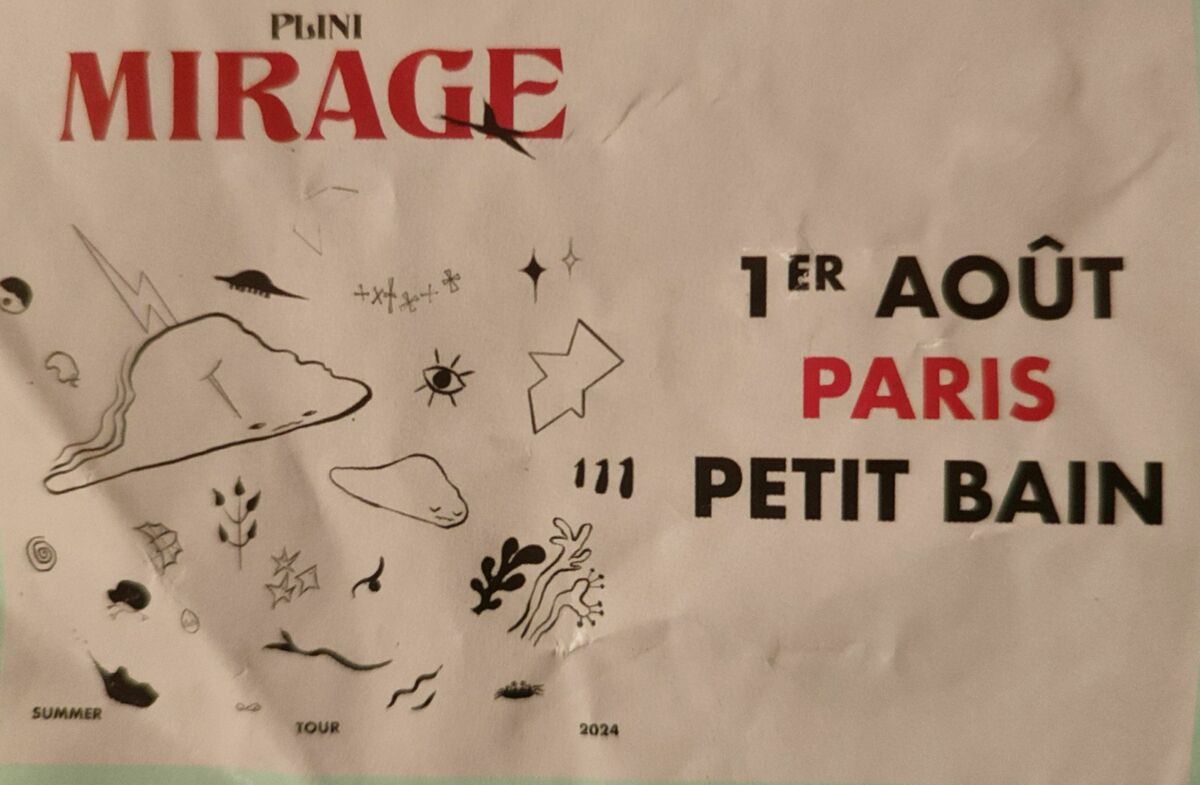 PLINI
MIRAGE
1ER AOÛT
PARIS
PETIT BAIN
SUMMER TOUR 2024